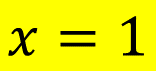 x = 1